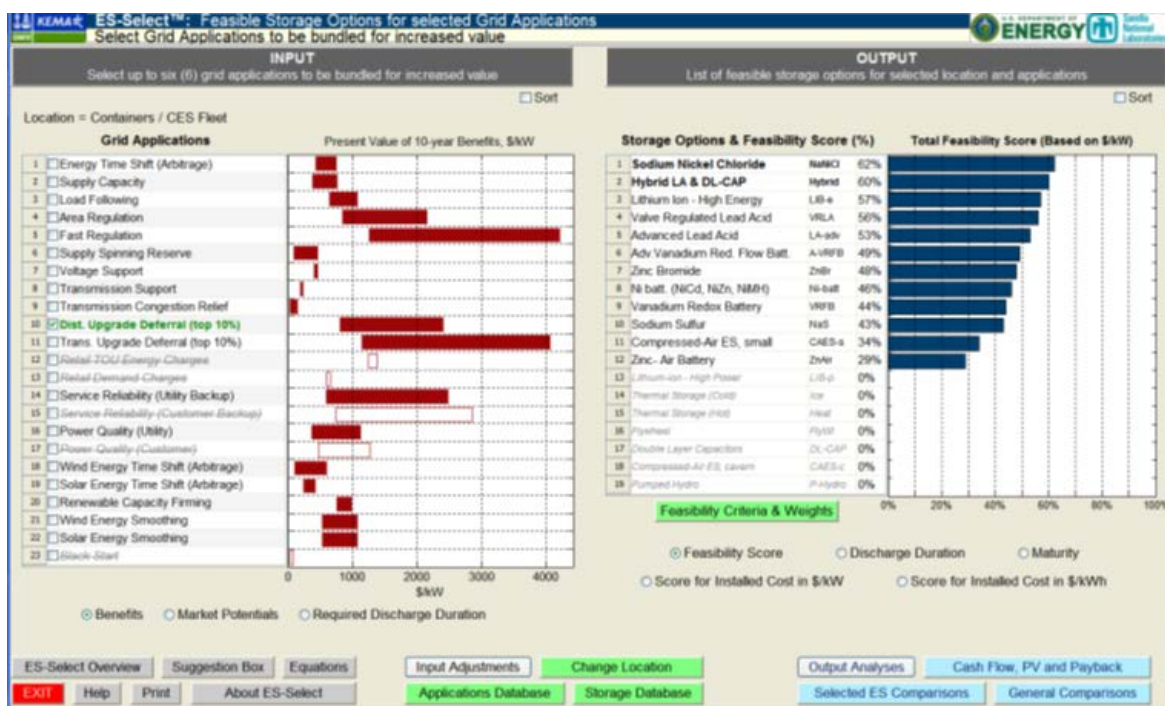 KEMA ES-Select™: Feasible Storage Options for selected Grid Applications
Select Grid Applications to be bundled for increased value
U.S. DEPARTMENT OF
ENERGY
Sandia
National
Laboratories
INPUT
Select up to six (6) grid applications to be bundled for increased value
Sort
Location = Containers / CES Fleet
Grid Applications Present Value of 10-year Benefits, $/kW
1 Energy Time Shift (Arbitrage)
2 Supply Capacity
3 Load Following
4 Area Regulation
5 Fast Regulation
6 Supply Spinning Reserve
7 Voltage Support
8 Transmission Support
9 Transmission Congestion Relief
10 Dist. Upgrade Deferral (top 10%)
11 Trans. Upgrade Deferral (top 10%)
12 Retail TOU Energy Charges
13 Retail Demand Charges
14 Service Reliability (Utility Backup)
15 Service Reliability (Customer Backup)
16 Power Quality (Utility)
17 Power Quality (Customer)
18 Wind Energy Time Shift (Arbitrage)
19 Solar Energy Time Shift (Arbitrage)
20 Renewable Capacity Firming
21 Wind Energy Smoothing
22 Solar Energy Smoothing
23 Black Start
0 1000 2000 3000 4000
$/kW
Benefits Market Potentials Required Discharge Duration
OUTPUT
List of feasible storage options for selected location and applications
Sort
Storage Options & Feasibility Score (%) Total Feasibility Score (Based on $/kW)
1 Sodium Nickel Chloride NaNiCl 62%
2 Hybrid LA & DL-CAP Hybrid 60%
3 Lithium Ion - High Energy LIB-e 57%
4 Valve Regulated Lead Acid VRLA 56%
5 Advanced Lead Acid LA-adv 53%
6 Adv. Vanadium Red. Flow Batt. A-VRFB 49%
7 Zinc Bromide ZnBr 48%
8 Ni batt. (NiCd, NiZn, NiMH) Ni-batt 46%
9 Vanadium Redox Battery VRFB 44%
10 Sodium Sulfur NaS 43%
11 Compressed-Air ES, small CAES-s 34%
12 Zinc- Air Battery ZnAir 29%
13 Lithium-ion - High Power LIB-p 0%
14 Thermal Storage (Cold) Ice 0%
15 Thermal Storage (Hot) Heat 0%
16 Flywheel FlyWl 0%
17 Double Layer Capacitors DL-CAP 0%
18 Compressed-Air ES, cavern CAES-c 0%
19 Pumped Hydro P-Hydro 0%
0% 20% 40% 60% 80% 100%
Feasibility Criteria & Weights
Feasibility Score Discharge Duration Maturity
Score for Installed Cost in $/kW Score for Installed Cost in $/kWh
ES-Select Overview Suggestion Box Equations Input Adjustments Change Location Output Analyses Cash Flow, PV and Payback
EXIT Help Print About ES-Select Applications Database Storage Database Selected ES Comparisons General Comparisons